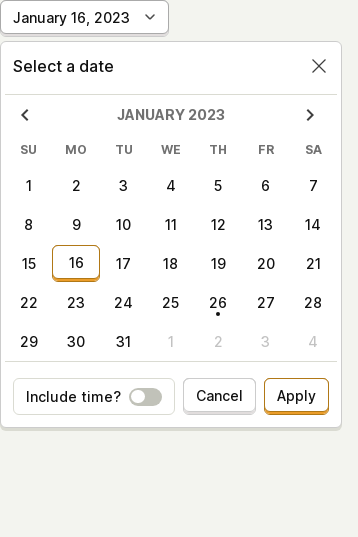 January 16, 2023
Select a date
JANUARY 2023
SU MO TU WE TH FR SA
1 2 3 4 5 6 7
8 9 10 11 12 13 14
15 16 17 18 19 20 21
22 23 24 25 26 27 28
29 30 31 1 2 3 4
Include time? Cancel Apply